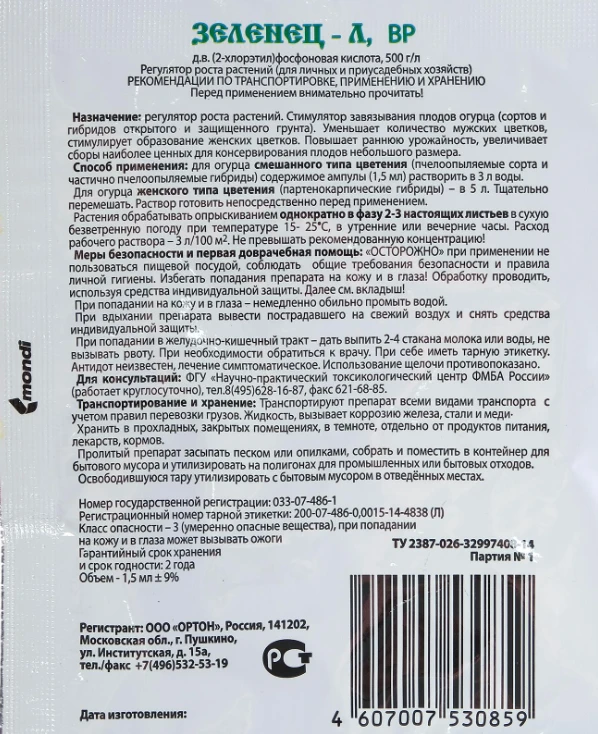 ЗЕЛЕНЕЦ - Л, ВР
д.в. (2-хлорэтил)фосфоновая кислота, 500 г/л
Регулятор роста растений (для личных и приусадебных хозяйств)
РЕКОМЕНДАЦИИ ПО ТРАНСПОРТИРОВКЕ, ПРИМЕНЕНИЮ И ХРАНЕНИЮ
Перед применением внимательно прочитать!
Назначение: регулятор роста растений. Стимулятор завязывания плодов огурца (сортов и
гибридов открытого и защищенного грунта). Уменьшает количество мужских цветков,
стимулирует образование женских цветков. Повышает раннюю урожайность, увеличивает
сборы наиболее ценных для консервирования плодов небольшого размера.
Способ применения: для огурца смешанного типа цветения (пчелоопыляемые сорта и
частично пчелоопыляемые гибриды) содержимое ампулы (1,5 мл) растворить в 3 л воды.
Для огурца женского типа цветения (партенокарпические гибриды) – в 5 л. Тщательно
перемешать. Раствор готовить непосредственно перед применением.
Растения обрабатывать опрыскиванием однократно в фазу 2-3 настоящих листьев в сухую
безветренную погоду при температуре 15- 25°С, в утренние или вечерние часы. Расход
рабочего раствора – 3 л/100 м². Не превышать рекомендованную концентрацию!
Меры безопасности и первая доврачебная помощь: «ОСТОРОЖНО» при применении не
пользоваться пищевой посудой, соблюдать общие требования безопасности и правила
личной гигиены. Избегать попадания препарата на кожу и в глаза! Обработку проводить,
используя средства индивидуальной защиты. Далее см. вкладыш!
При попадании на кожу и в глаза – немедленно обильно промыть водой.
При вдыхании препарата вывести пострадавшего на свежий воздух и снять средства
индивидуальной защиты.
При попадании в желудочно-кишечный тракт – дать выпить 2-4 стакана молока или воды, не
вызывать рвоту. При необходимости обратиться к врачу. При себе иметь тарную этикетку.
Антидот неизвестен, лечение симптоматическое. Использование щелочи противопоказано.
Для консультаций: ФГУ «Научно-практический токсикологический центр ФМБА России»
(работает круглосуточно), тел.8(495)628-16-87, факс 621-68-85.
Транспортирование и хранение: Транспортируют препарат всеми видами транспорта с
учетом правил перевозки грузов. Жидкость, вызывает коррозию железа, стали и меди-
Хранить в прохладных, закрытых помещениях, в темноте, отдельно от продуктов питания,
лекарств, кормов.
Пролитый препарат засыпать песком или опилками, собрать и поместить в контейнер для
бытового мусора и утилизировать на полигонах для промышленных или бытовых отходов.
Освободившуюся тару утилизировать с бытовым мусором в отведённых местах.
mondi
Номер государственной регистрации: 033-07-486-1
Регистрационный номер тарной этикетки: 200-07-486-0,0015-14-4838 (Л)
Класс опасности – 3 (умеренно опасные вещества), при попадании
на кожу и в глаза может вызывать ожоги
Гарантийный срок хранения
и срок годности: 2 года
Объем - 1,5 мл ± 9%
ТУ 2387-026-32997408-14
Партия № 1
Регистрант: ООО «ОРТОН», Россия, 141202,
Московская обл., г. Пушкино,
ул. Институтская, д. 15а,
тел./факс +7(496)532-53-19
РСТ
Дата изготовления:
4 607007 530859